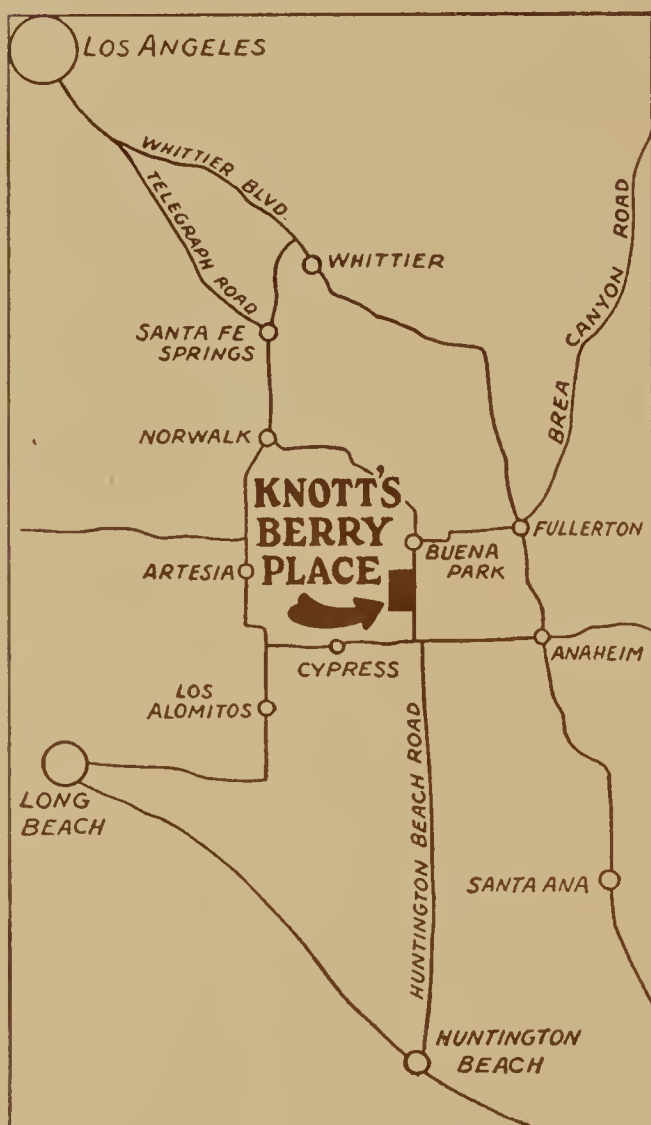 LOS ANGELES
WHITTIER BLVD.
TELEGRAPH ROAD
WHITTIER
BREA CANYON ROAD
SANTA FE
SPRINGS
NORWALK
KNOTT'S
BERRY
PLACE
BUENA
PARK
FULLERTON
ARTESIA
CYPRESS
ANAHEIM
LOS
ALOMITOS
LONG
BEACH
HUNTINGTON BEACH ROAD
SANTA ANA
HUNTINGTON
BEACH